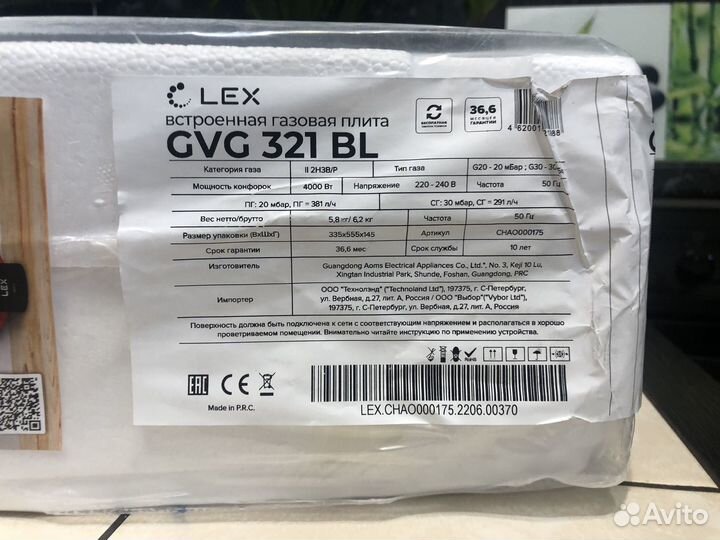 LEX
встроенная газовая плита
GVG 321 BL
БЕСПЛАТНАЯ
36,6
МЕСЯЦЕВ
ГАРАНТИИ
Категория газа II 2H3B/P Тип газа G20 - 20 мБар ; G30 -
Мощность конфорок 4000 Вт Напряжение 220 - 240 В Частота 50 Гц
ПГ: 20 мбар, ПГ = 381 л/ч СГ: 30 мбар, СГ = 291 л/ч
Вес нетто/брутто 5,8 кг/ 6,2 кг Частота 50 Гц
Размер упаковки (ВхШхГ) 335x555x145 Артикул CHAO000175
Срок гарантии 36,6 мес Срок службы 10 лет
Изготовитель Guangdong Aoms Electrical Appliances Co., Ltd.", No. 3, Keji 10 Lu,
Xingtan Industrial Park, Shunde, Foshan, Guangdong, PRC
Импортер ООО "Технолэнд" ("Technoland Ltd"), 197375, г. С-Петербург,
ул. Вербная, д.27, лит. А, Россия / ООО "Выбор"("Vybor Ltd"),
197375, г. С-Петербург, ул. Вербная, д.27, лит. А, Россия
Поверхность должна быть подключена к сети с соответствующим напряжением и располагаться в хорошо
проветриваемом помещении. Внимательно читайте инструкцию по применению устройства.
EAC CE
Made in P.R.C.
LEX.CHAO000175.2206.00370
LEX
Avito